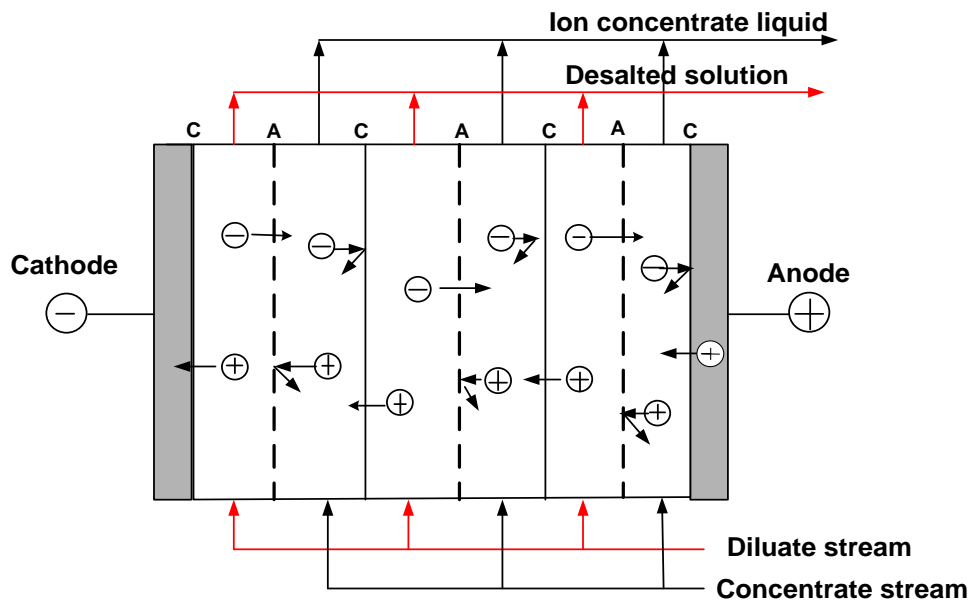 Ion concentrate liquid
Desalted solution
C A C A C A C
Cathode
Anode
Diluate stream
Concentrate stream